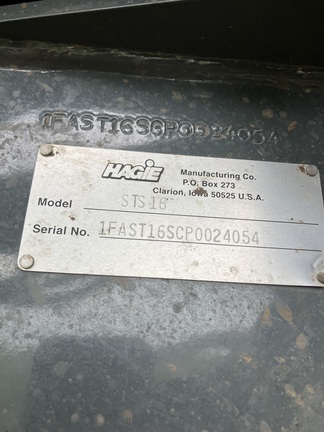 1FAST16SCP0024054
HAGIE
Manufacturing Co.
P.O. Box 273
Clarion, Iowa 50525 U.S.A.
Model STS16
Serial No. 1FAST16SCP0024054